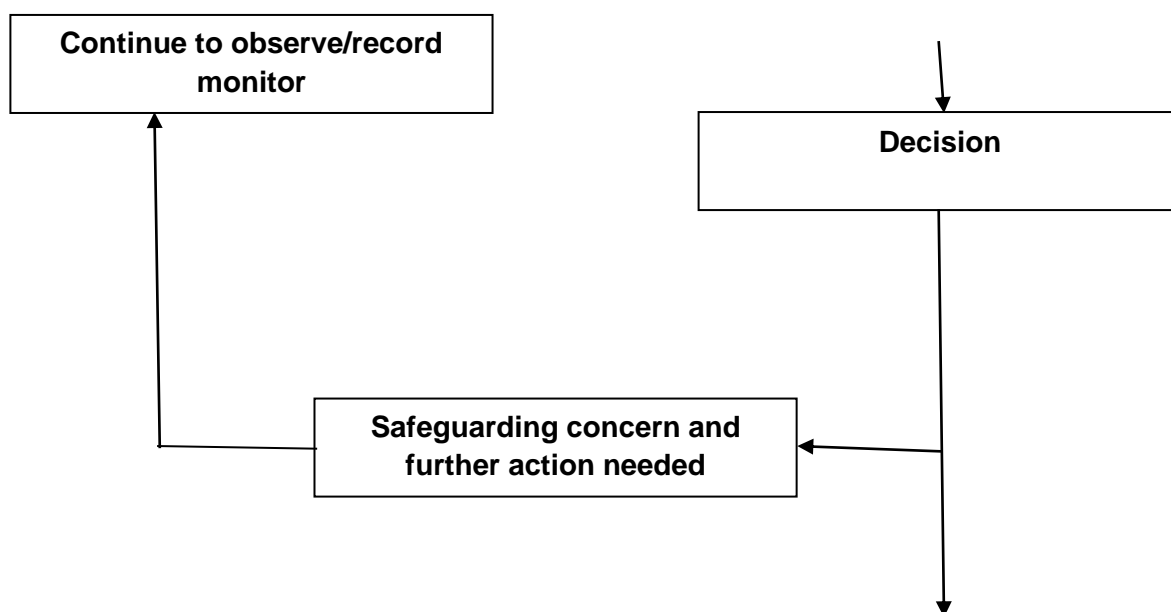 Continue to observe/record
monitor
Decision
Safeguarding concern and
further action needed